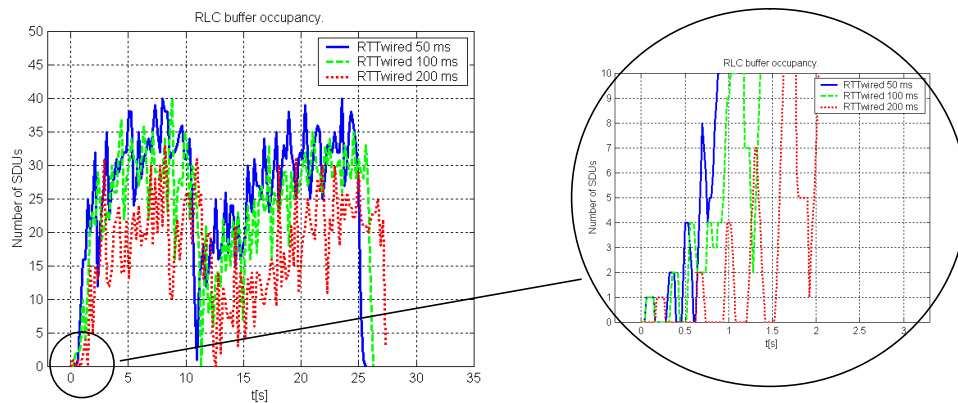 RLC buffer occupancy.
50
45
40
35
30
25
20
15
10
5
0
Number of SDUs
RTTwired 50 ms
RTTwired 100 ms
RTTwired 200 ms
0 5 10 15 20 25 30 35
t[s]
RLC buffer occupancy.
10
9
8
7
6
5
4
3
2
1
0
Number of SDUs
RTTwired 50 ms
RTTwired 100 ms
RTTwired 200 ms
0 0.5 1 1.5 2 2.5 3
t[s]